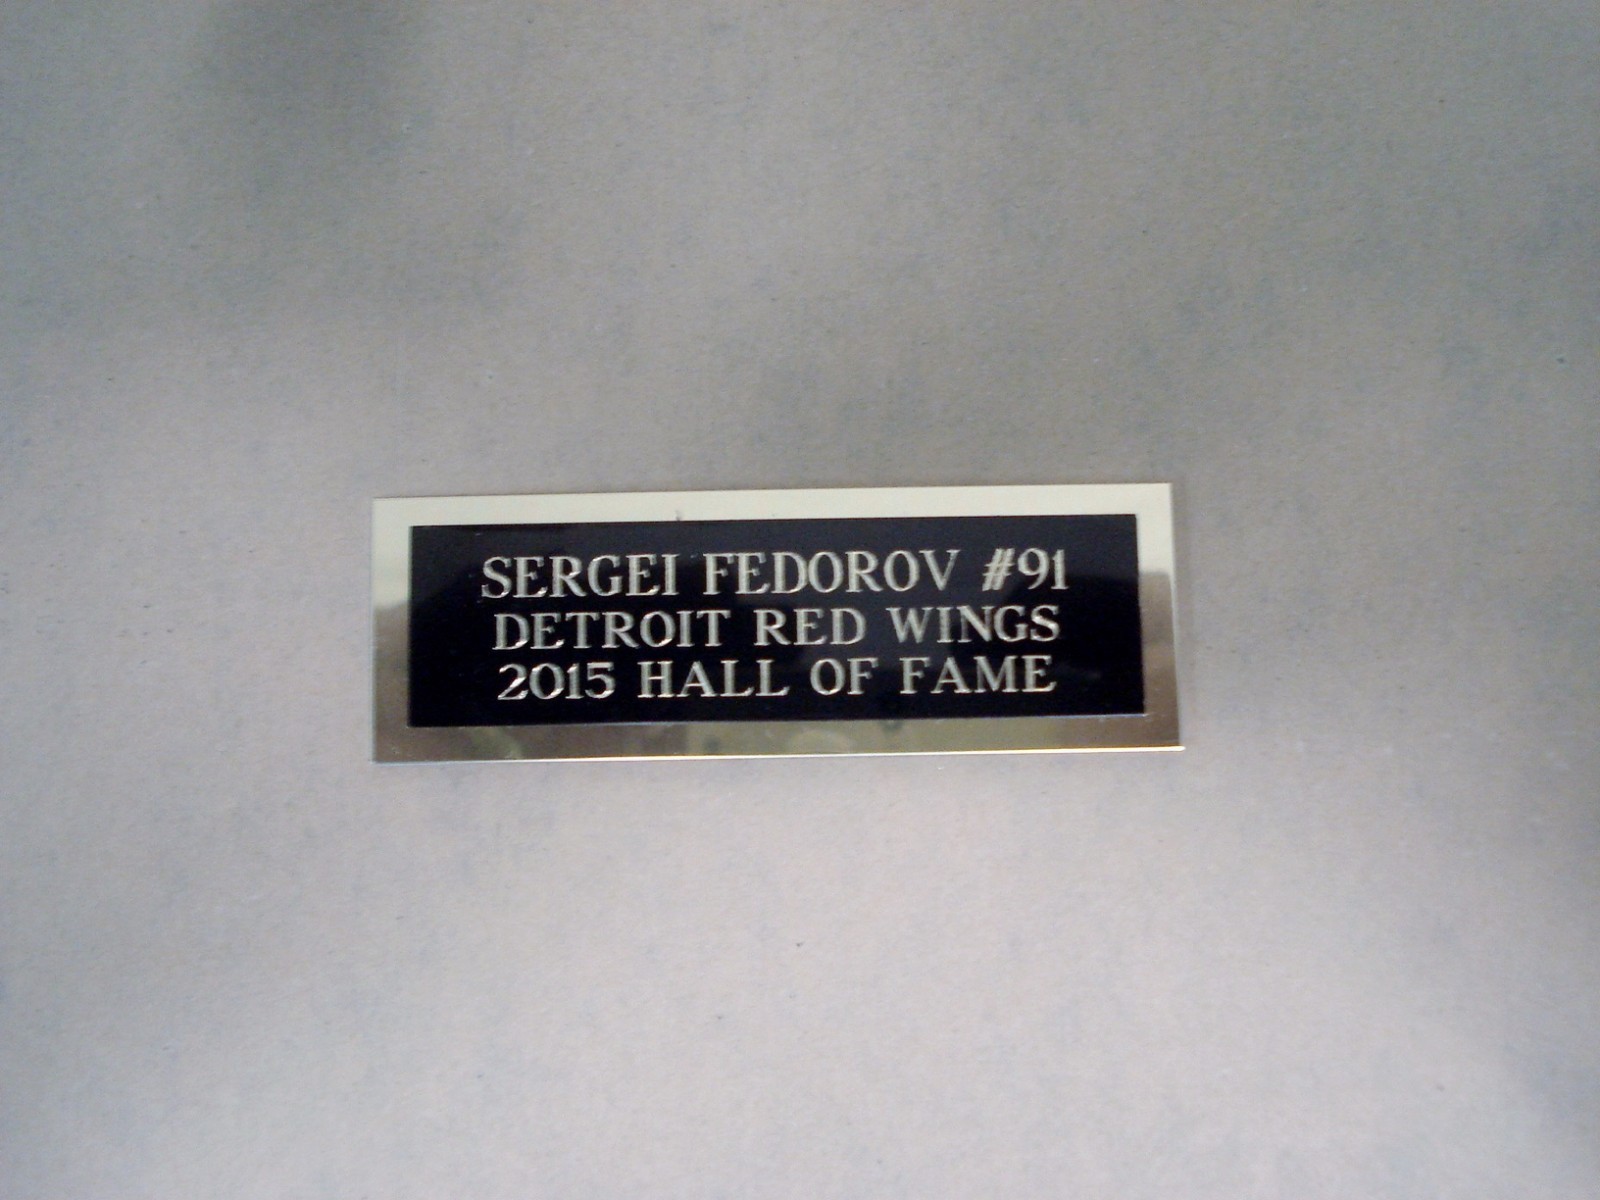 SERGEI FEDOROV #91
DETROIT RED WINGS
2015 HALL OF FAME